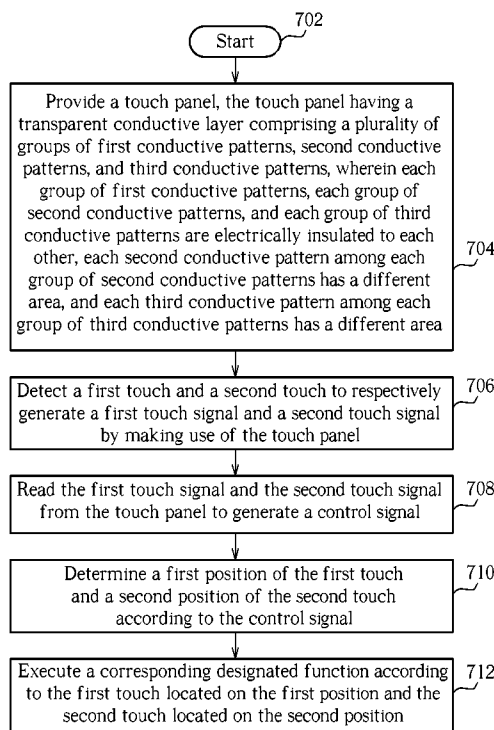 702
Start
Provide a touch panel, the touch panel having a
transparent conductive layer comprising a plurality of
groups of first conductive patterns, second conductive
patterns, and third conductive patterns, wherein each
group of first conductive patterns, each group of
second conductive patterns, and each group of third
conductive patterns are electrically insulated to each
other, each second conductive pattern among each
group of second conductive patterns has a different
area, and each third conductive pattern among each
group of third conductive patterns has a different area
704
Detect a first touch and a second touch to respectively
generate a first touch signal and a second touch signal
by making use of the touch panel
706
Read the first touch signal and the second touch signal
from the touch panel to generate a control signal
708
Determine a first position of the first touch
and a second position of the second touch
according to the control signal
710
Execute a corresponding designated function according
to the first touch located on the first position and the
second touch located on the second position
712